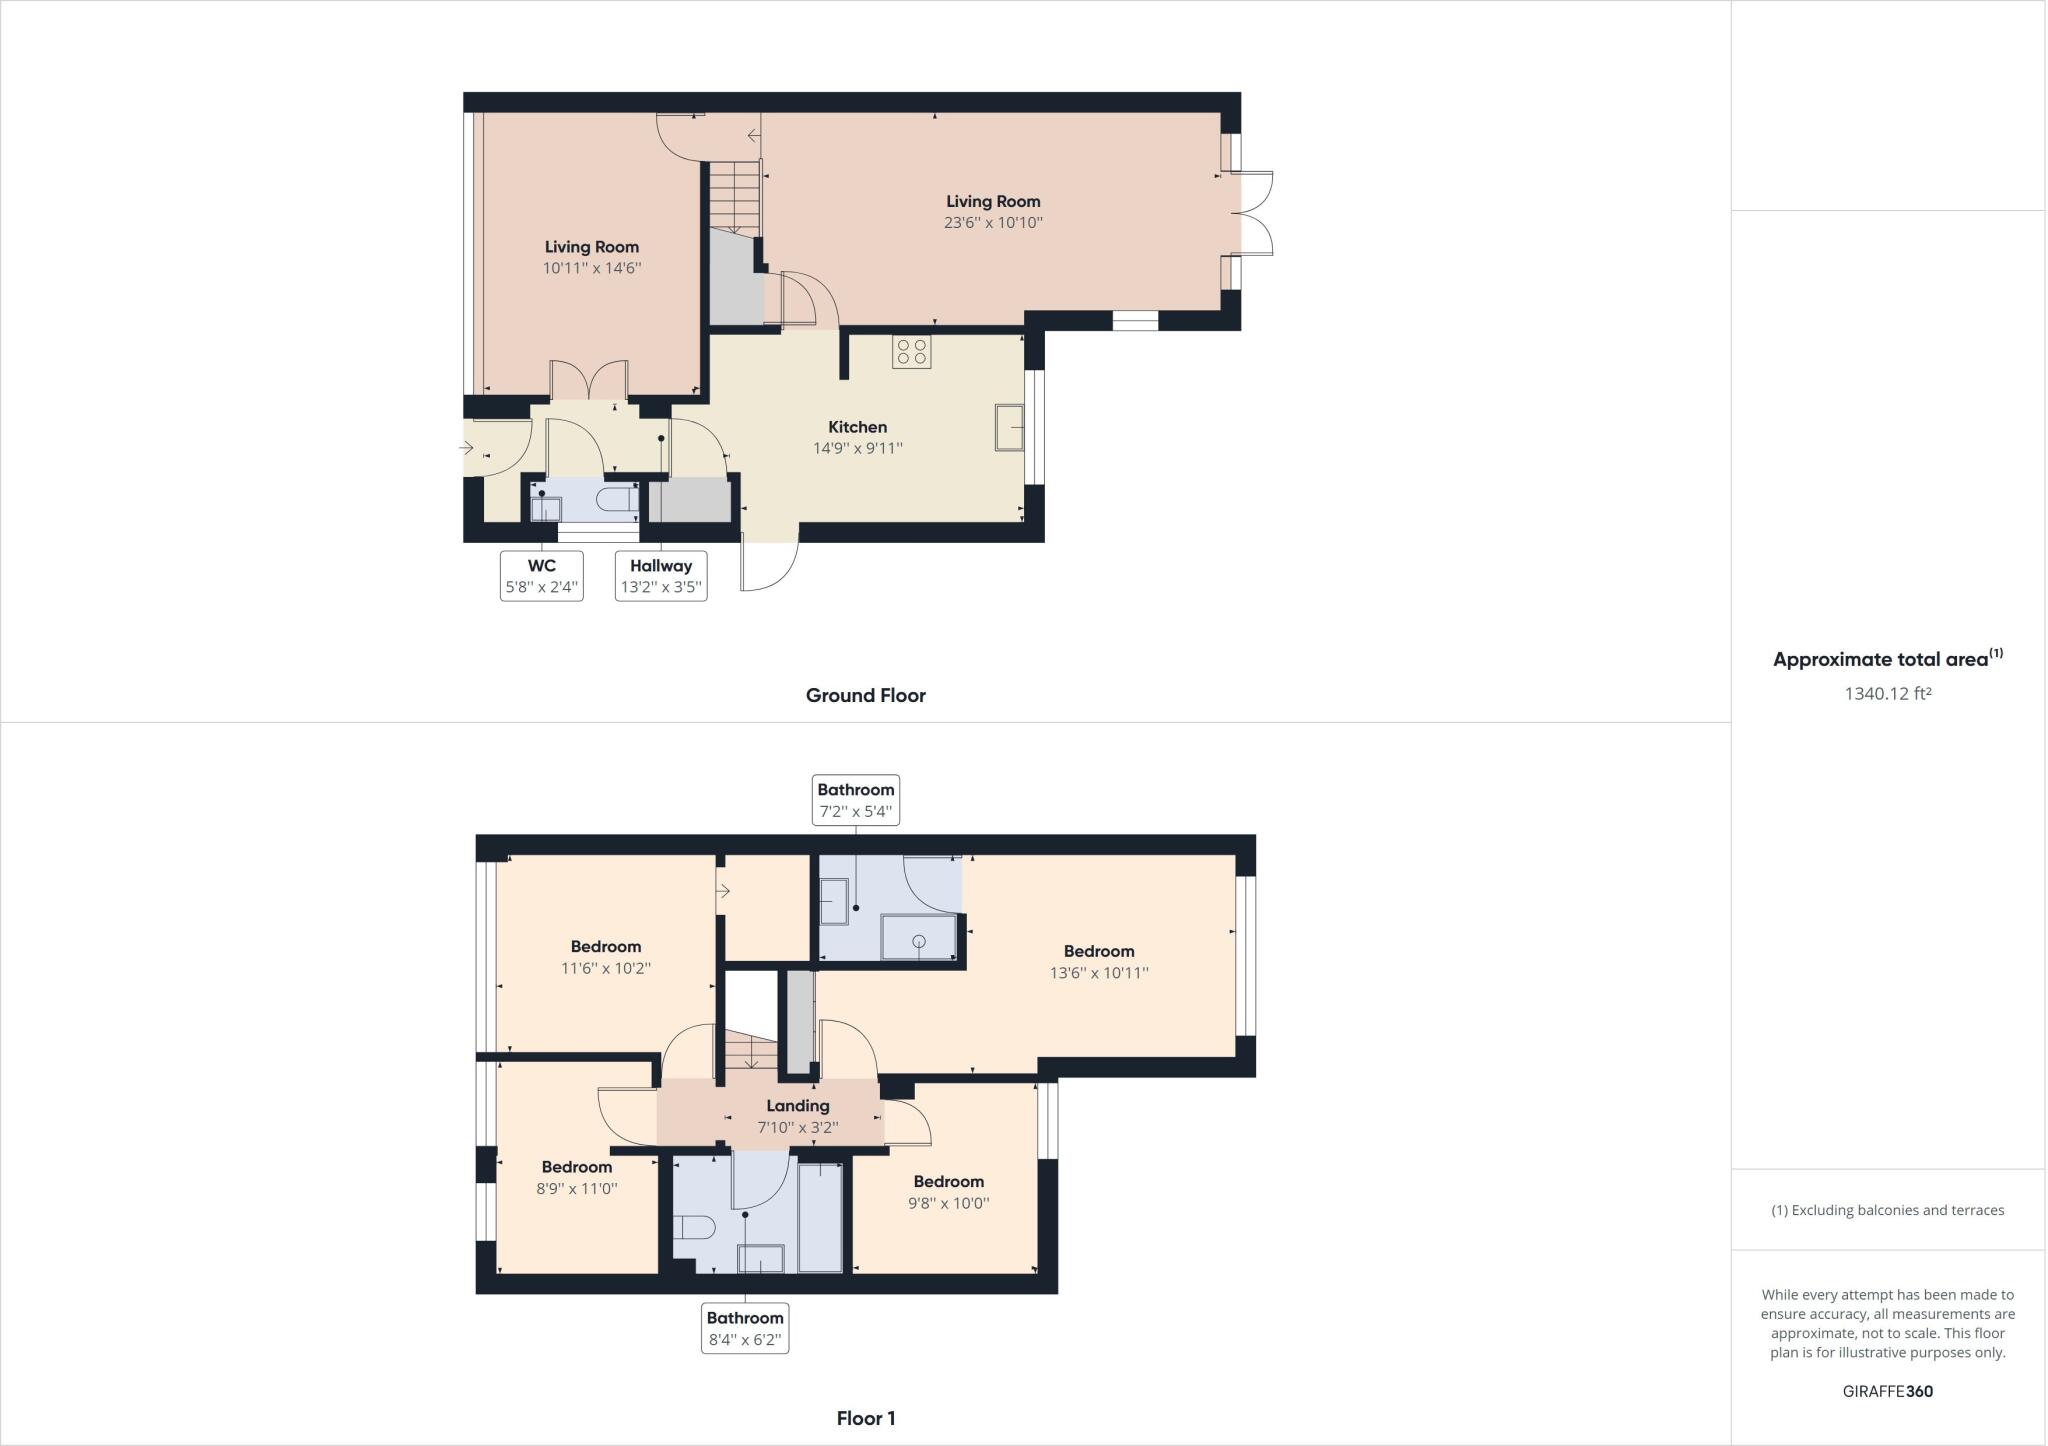 Living Room
10'11'' x 14'6''
Living Room
23'6'' x 10'10''
Kitchen
14'9'' x 9'11''
WC
5'8'' x 2'4''
Hallway
13'2'' x 3'5''
Ground Floor
Bathroom
7'2'' x 5'4''
Bedroom
11'6'' x 10'2''
Bedroom
13'6'' x 10'11''
Landing
7'10'' x 3'2''
Bedroom
8'9'' x 11'0''
Bedroom
9'8'' x 10'0''
Bathroom
8'4'' x 6'2''
Floor 1
Approximate total area⁽¹⁾
1340.12 ft²
(1) Excluding balconies and terraces
While every attempt has been made to
ensure accuracy, all measurements are
approximate, not to scale. This floor
plan is for illustrative purposes only.
GIRAFFE360